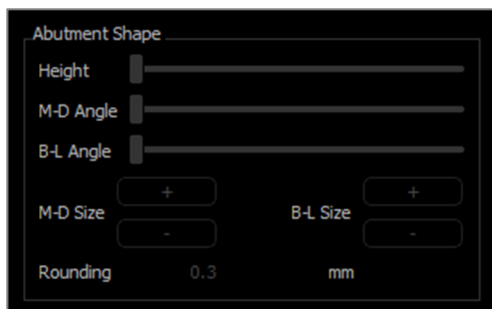 Abutment Shape
Height
M-D Angle
B-L Angle
+ +
M-D Size B-L Size
- -
Rounding 0.3 mm